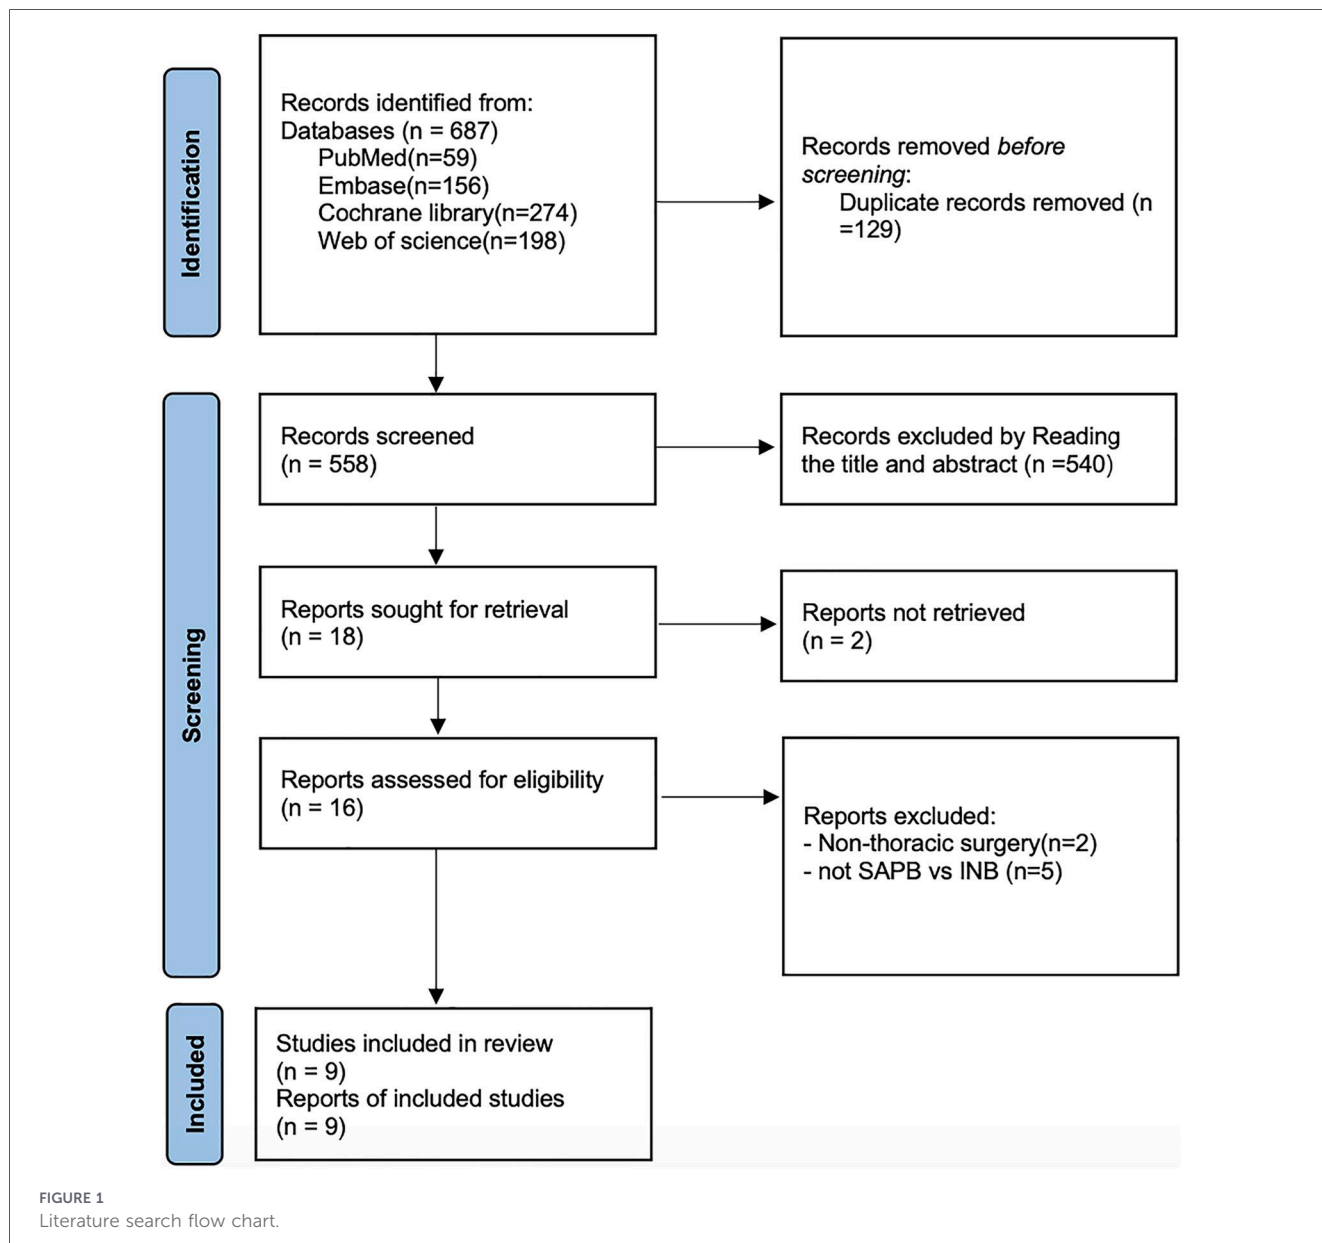 Identification
Records identified from:
Databases (n = 687)
PubMed(n=59)
Embase(n=156)
Cochrane library(n=274)
Web of science(n=198)
Records removed before
screening:
Duplicate records removed (n
=129)
Screening
Records screened
(n = 558)
Records excluded by Reading
the title and abstract (n =540)
Reports sought for retrieval
(n = 18)
Reports not retrieved
(n = 2)
Reports assessed for eligibility
(n = 16)
Reports excluded:
- Non-thoracic surgery(n=2)
- not SAPB vs INB (n=5)
Included
Studies included in review
(n = 9)
Reports of included studies
(n = 9)
FIGURE 1
Literature search flow chart.